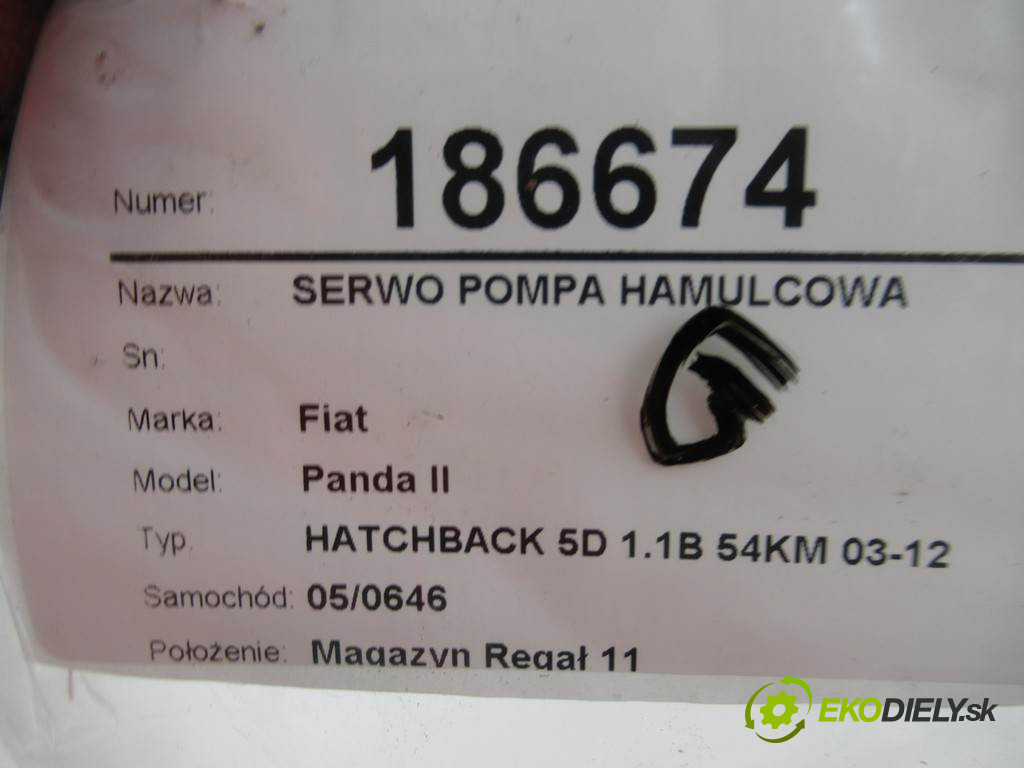 Numer: 186674
Nazwa: SERWO POMPA HAMULCOWA
Sn:
Marka: Fiat
Model: Panda II
Typ. HATCHBACK 5D 1.1B 54KM 03-12
Samochód: 05/0646
Położenie: Magazyn Regał 11
EKODIELY.sk